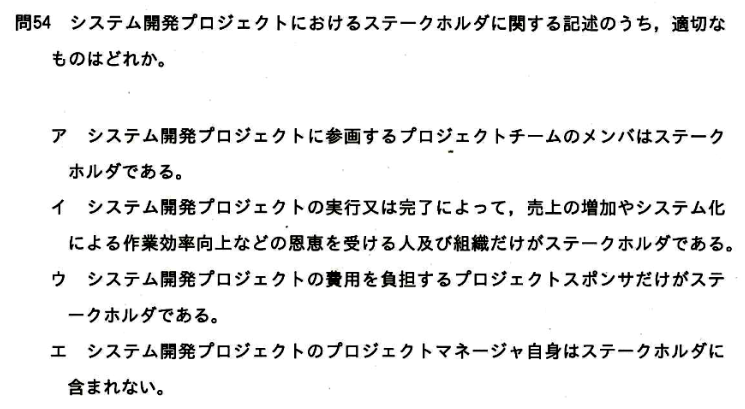 問54　システム開発プロジェクトにおけるステークホルダに関する記述のうち，適切な
ものはどれか。
ア　システム開発プロジェクトに参画するプロジェクトチームのメンバはステーク
ホルダである。
イ　システム開発プロジェクトの実行又は完了によって，売上の増加やシステム化
による作業効率向上などの恩恵を受ける人及び組織だけがステークホルダである。
ウ　システム開発プロジェクトの費用を負担するプロジェクトスポンサだけがステ
ークホルダである。
エ　システム開発プロジェクトのプロジェクトマネージャ自身はステークホルダに
含まれない。